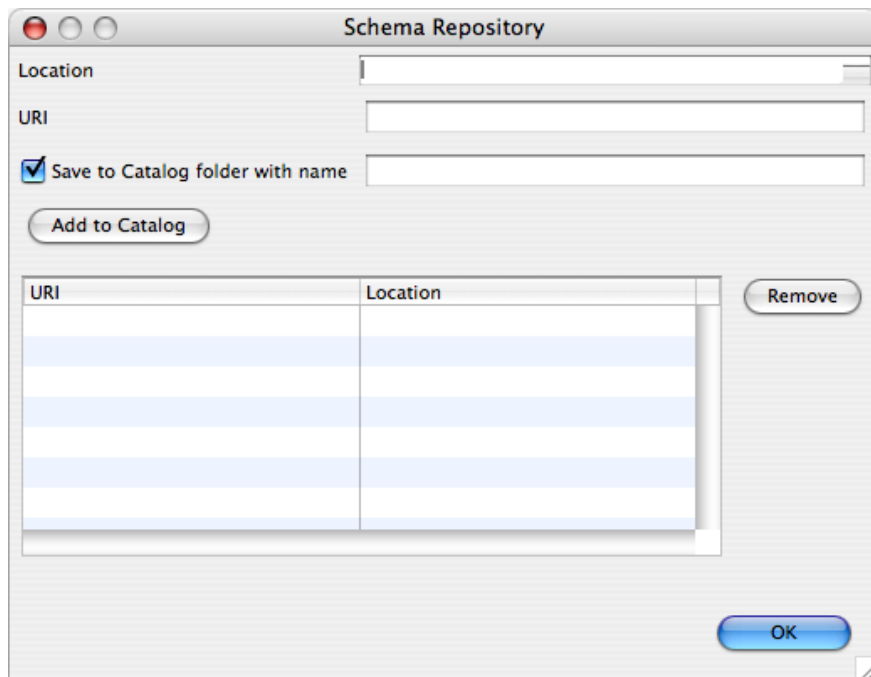 Schema Repository
Location
URI
Save to Catalog folder with name
Add to Catalog
URI Location
Remove
OK